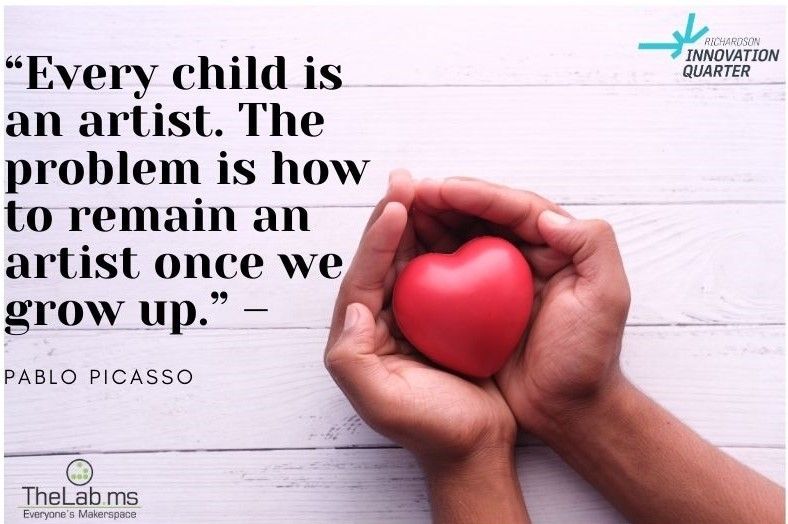 “Every child is
an artist. The
problem is how
to remain an
artist once we
grow up.” –
PABLO PICASSO
RICHARDSON
INNOVATION
QUARTER
TheLab.ms
Everyone's Makerspace